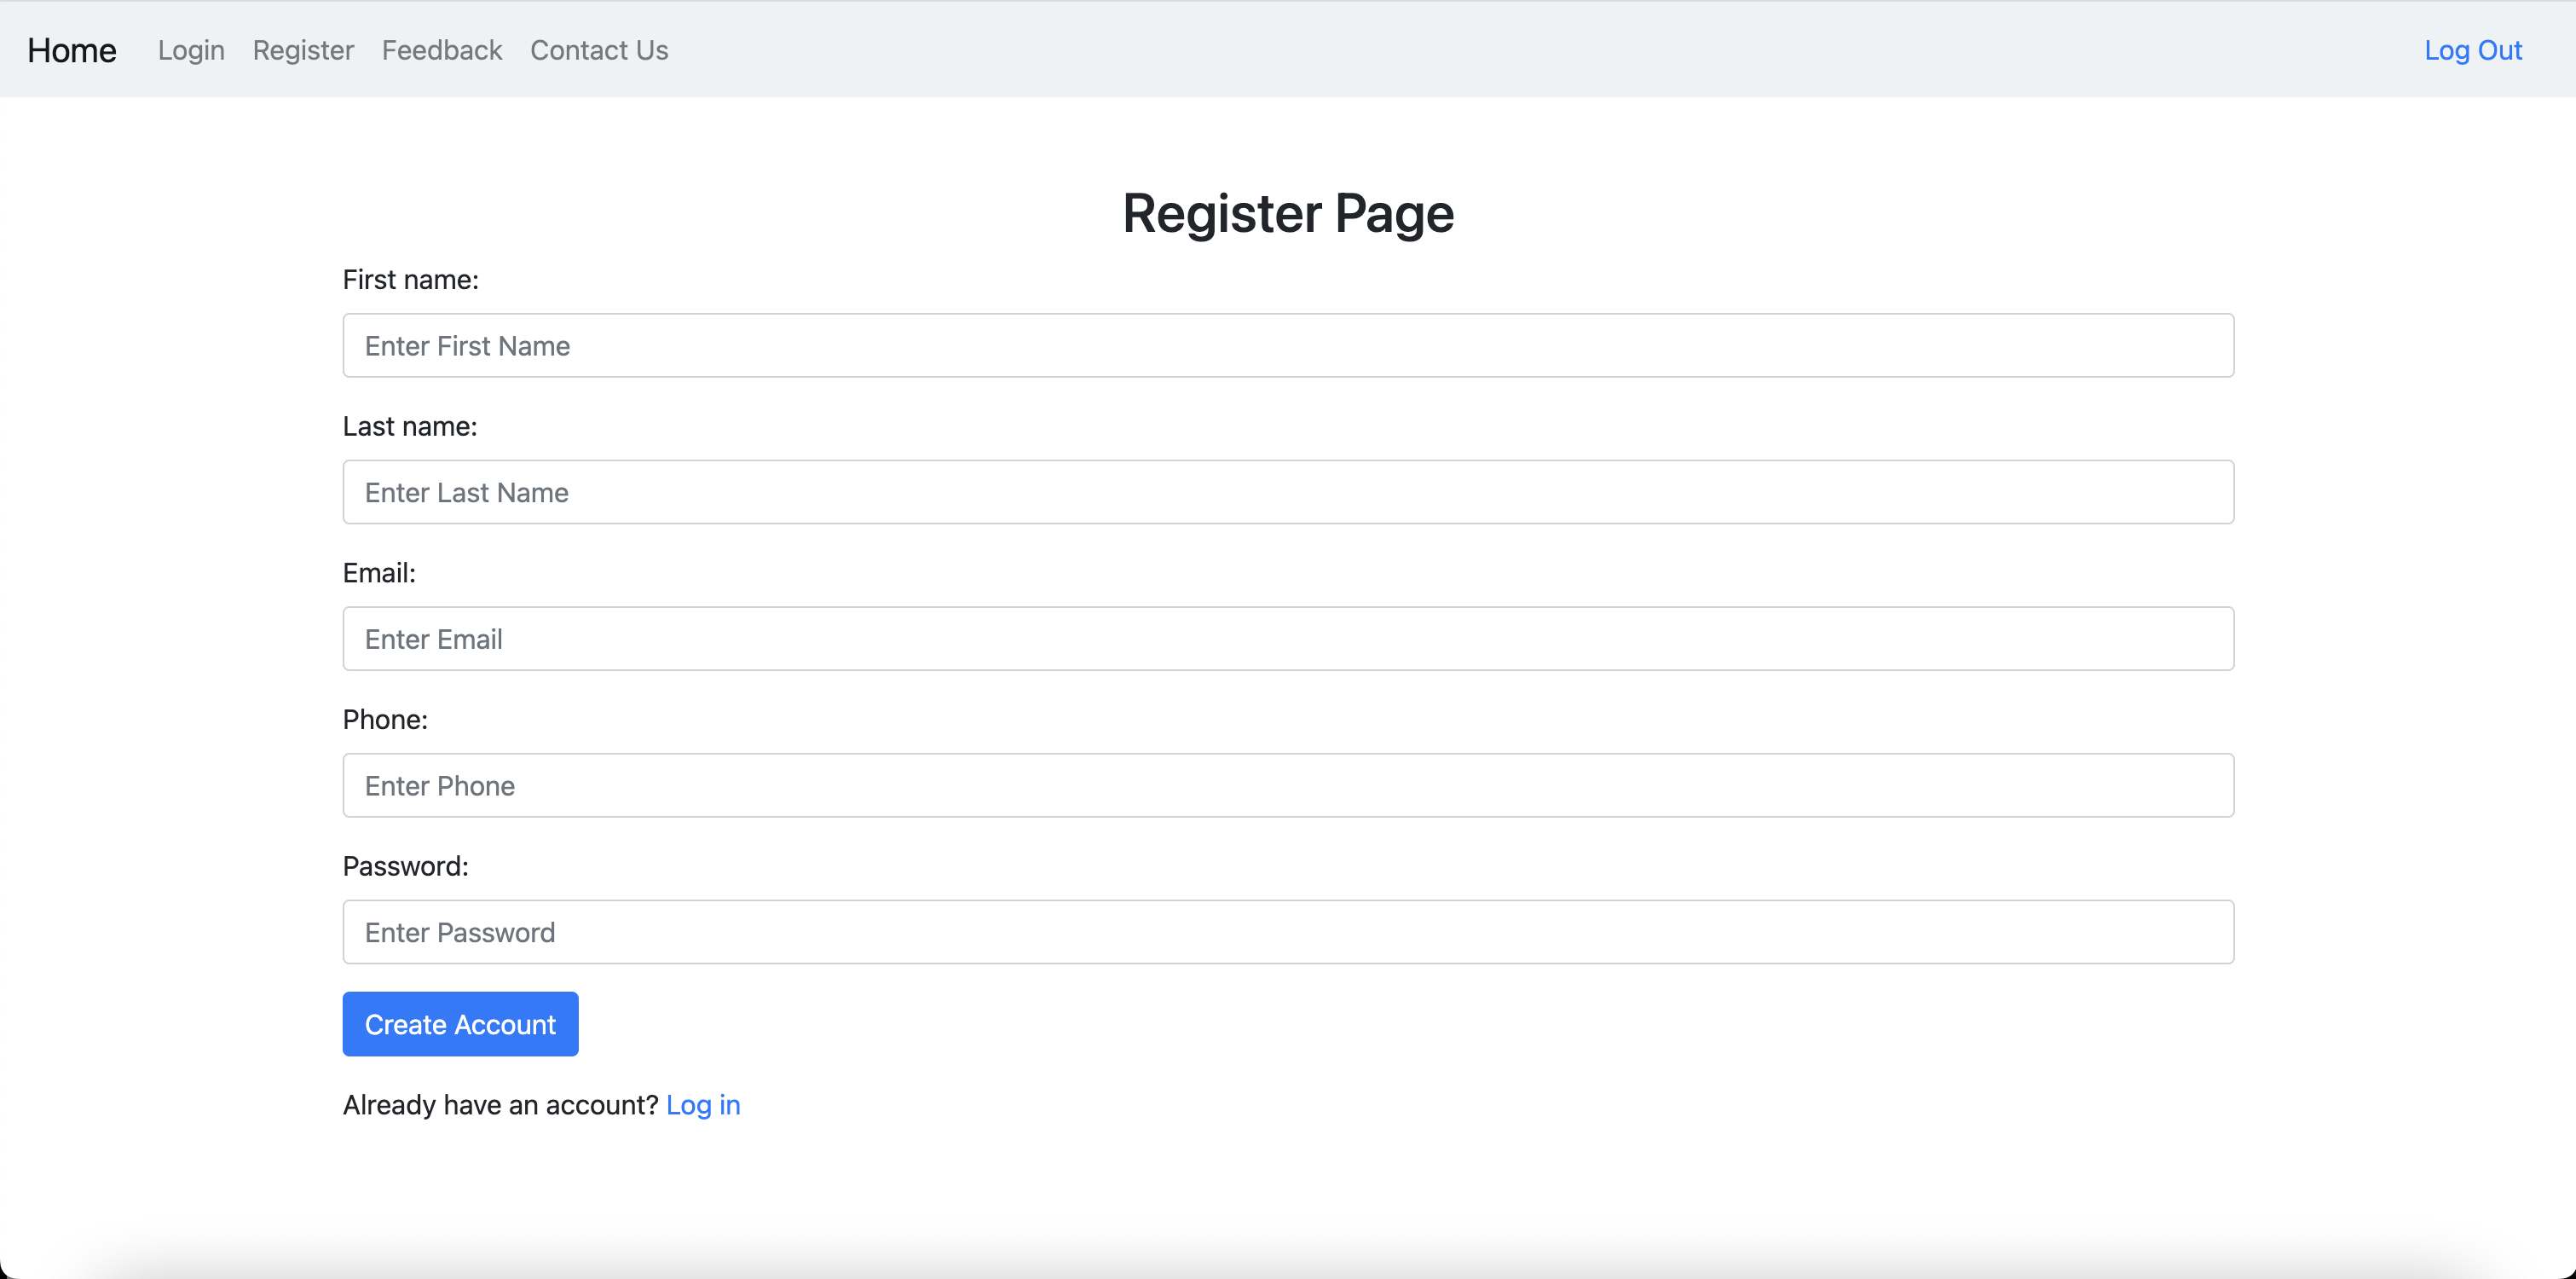 Home Login Register Feedback Contact Us Log Out
Register Page
First name:
Enter First Name
Last name:
Enter Last Name
Email:
Enter Email
Phone:
Enter Phone
Password:
Enter Password
Create Account
Already have an account? Log in